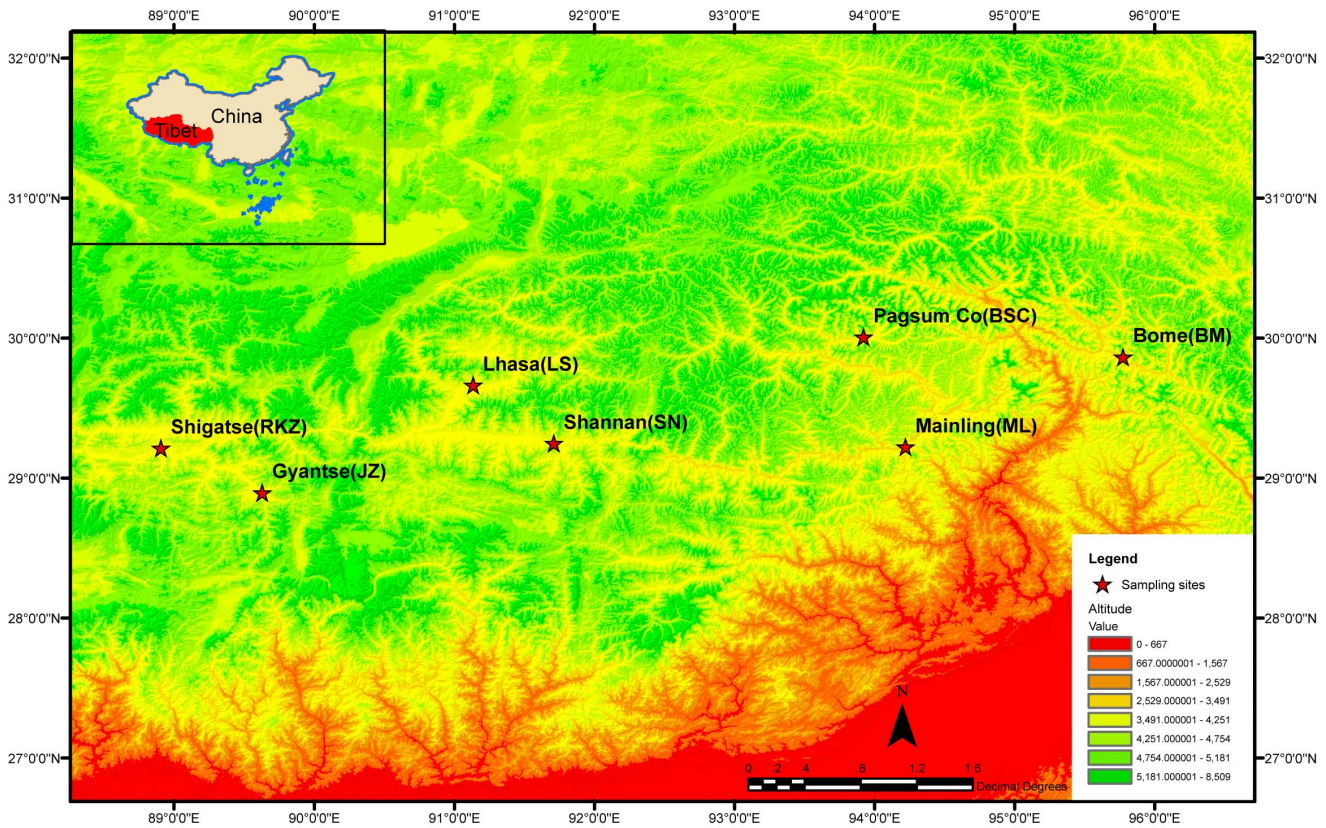 89°0'0"E 90°0'0"E 91°0'0"E 92°0'0"E 93°0'0"E 94°0'0"E 95°0'0"E 96°0'0"E
32°0'0"N 32°0'0"N
China
Tibet
31°0'0"N 31°0'0"N
Pagsum Co(BSC)
30°0'0"N Bome(BM) 30°0'0"N
Lhasa(LS)
Shigatse(RKZ) Shannan(SN) Mainling(ML)
Gyantse(JZ)
29°0'0"N 29°0'0"N
Legend
Sampling sites
28°0'0"N 28°0'0"N
Altitude
Value
0 - 667
667.0000001 - 1,567
1,567.000001 - 2,529
2,529.000001 - 3,491
3,491.000001 - 4,251
4,251.000001 - 4,754
4,754.000001 - 5,181
5,181.000001 - 8,509
N
27°0'0"N 27°0'0"N
0 .2 .4 .8 1.2 1.6
Decimal Degrees
89°0'0"E 90°0'0"E 91°0'0"E 92°0'0"E 93°0'0"E 94°0'0"E 95°0'0"E 96°0'0"E